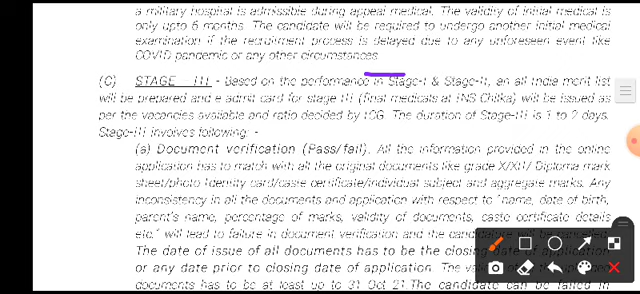 a military hospital is admissible during appeal medical. The validity of initial medical
is only upto 6 months. The candidate will be required to undergo another initial medical
examination if the recruitment process is delayed due to any unforeseen event like
COVID pandemic or any other circumstances.
(C) STAGE – III - Based on the performance in Stage-I & Stage-II, an all India merit list
will be prepared and e admit card for stage III (final medicals at INS Chilka) will be issued as
per the vacancies available and ratio decided by ICG. The duration of Stage-III is 1 to 2 days.
Stage-III involves following: -
(a) Document verification (Pass/fail). All the information provided in the online
application has to match with all the original documents like grade X/XII/ Diploma mark
sheet/photo Identity card/caste certificate/individual subject and aggregate marks. Any
inconsistency in all the documents and application with respect to "name, date of birth,
parent's name, percentage of marks, validity of documents, caste certificate details
etc." will lead to failure in document verification and the
The date of issue of all documents has to be the closing
or any date prior to closing date of application. The
documents has to be at least up to 31 Oct 21. The candidate can be failed in